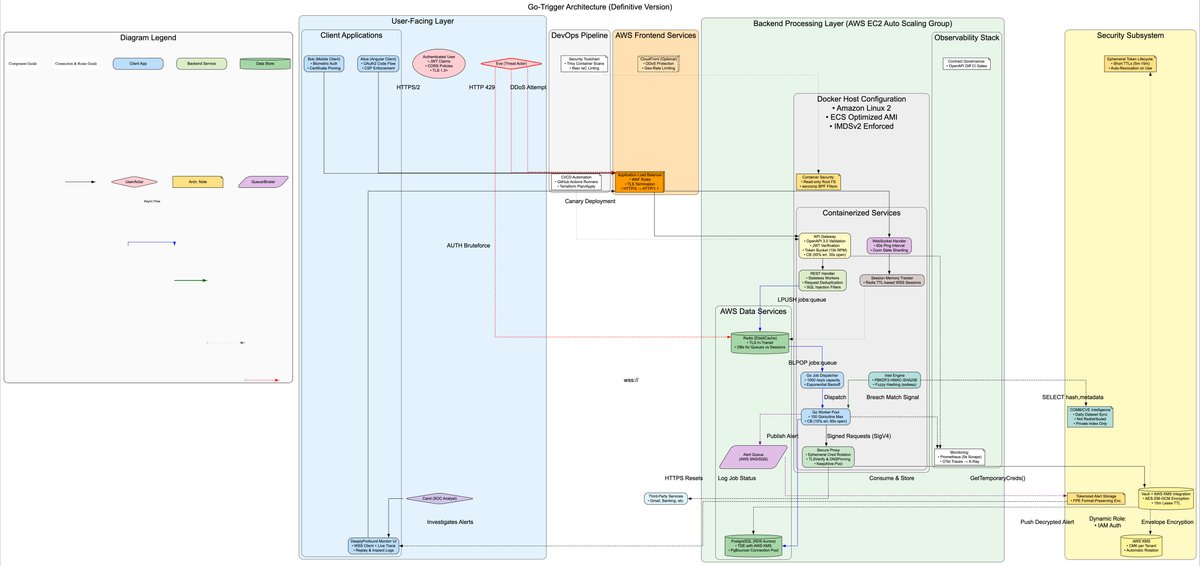 Go-Trigger Architecture (Definitive Version)
Diagram Legend
Component Guide
Connection & Route Guide
Client App
Backend Service
Data Store
User/Actor
Arch. Note
Queue/Broker
Async Flow
User-Facing Layer
Client Applications
Bob (Mobile Client)
• Biometric Auth
• Certificate Pinning
Alice (Angular Client)
• OAuth2 Code Flow
• CSP Enforcement
Authenticated User
• JWT Claims
• CORS Policies
• TLS 1.3+
Eve (Threat Actor)
HTTPS/2
HTTP 429
DDoS Attempt
AUTH Bruteforce
DevOps Pipeline
Security Toolchain
• Trivy Container Scans
• tfsec IaC Linting
CI/CD Automation
• GitHub Actions Runners
• Terraform Plan/Apply
Canary Deployment
AWS Frontend Services
CloudFront (Optional)
• DDoS Protection
• Geo-Rate Limiting
Application Load Balancer
• WAF Rules
• TLS Termination
• HTTP/2 → HTTP/1.1
Backend Processing Layer (AWS EC2 Auto Scaling Group)
Observability Stack
Contract Governance:
• OpenAPI Diff CI Gates
Docker Host Configuration
• Amazon Linux 2
• ECS Optimized AMI
• IMDSv2 Enforced
Container Security:
• Read-only Root FS
• seccomp BPF Filters
Containerized Services
API Gateway
• OpenAPI 3.0 Validation
• JWT Verification
• Token Bucket (10k RPM)
• CB (50% err, 30s open)
WebSocket Handler
• 60s Ping Interval
• Conn State Sharding
REST Handler
• Stateless Workers
• Request Deduplication
• SQL Injection Filters
Session Memory Tracker
• Redis TTL-based WSS Sessions
LPUSH jobs:queue
AWS Data Services
Redis (ElastiCache)
• TLS In-Transit
• DBs for Queues vs Sessions
BLPOP jobs:queue
wss://
Go Job Dispatcher
• 1000 req/s capacity
• Exponential Backoff
Intel Engine
• PBKDF2-HMAC-SHA256
• Fuzzy Hashing (ssdeep)
Dispatch
Breach Match Signal
SELECT hash,metadata
Go Worker Pool
• 100 Goroutine Max
• CB (10% err, 60s open)
Publish Alert
Signed Requests (SigV4)
Alert Queue
(AWS SNS/SQS)
Secure Proxy
• Ephemeral Cred Rotation
• TLSVerify & DNSPinning
• KeepAlive Pool
Monitoring:
• Prometheus (5s Scrape)
• OTM Traces → X-Ray
HTTPS Resets
Log Job Status
Consume & Store
GetTemporaryCreds()
Third-Party Services
• Gmail, Banking, etc.
Carol (SOC Analyst)
Investigates Alerts
DeeplyProfound Monitor UI
• WSS Client + Live Trace
• Replay & Inspect Logs
PostgreSQL (RDS Aurora)
• TDE with AWS KMS
• PgBouncer Connection Pool
Security Subsystem
Ephemeral Token Lifecycle:
• Short TTLs (5m-15m)
• Auto-Revocation on Use
COMB/CVE Intelligence
• Daily Dataset Sync
• Not Redistributed
• Private Index Only
Tokenized Alert Storage
• FPE Format-Preserving Enc.
Vault + AWS KMS Integration
• AES-256-GCM Encryption
• 15m Lease TTL
Push Decrypted Alert
Dynamic Role:
• IAM Auth
Envelope Encryption
AWS KMS
• CMK per Tenant
• Automatic Rotation